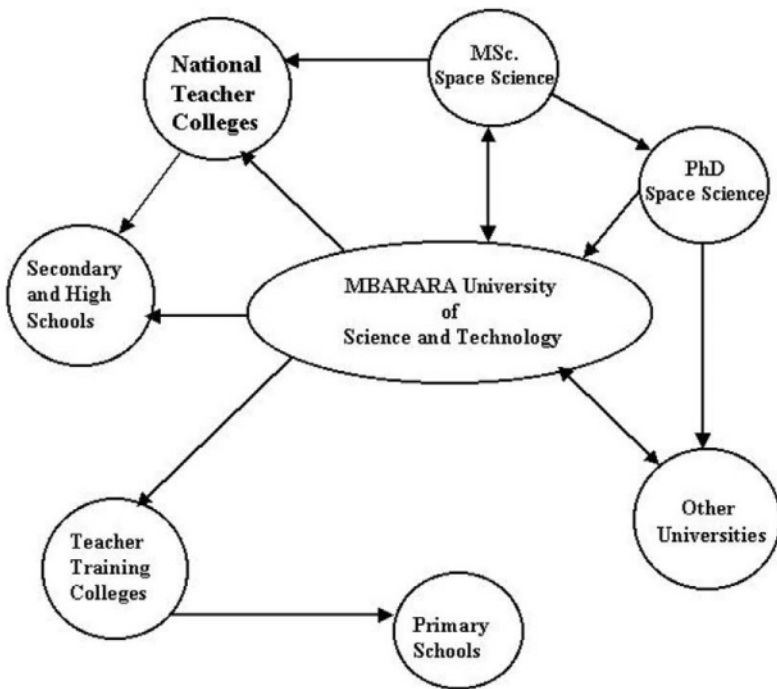 National
Teacher
Colleges
MSc.
Space Science
PhD
Space Science
Secondary
and High
Schools
MBARARA University
of
Science and Technology
Teacher
Training
Colleges
Other
Universities
Primary
Schools